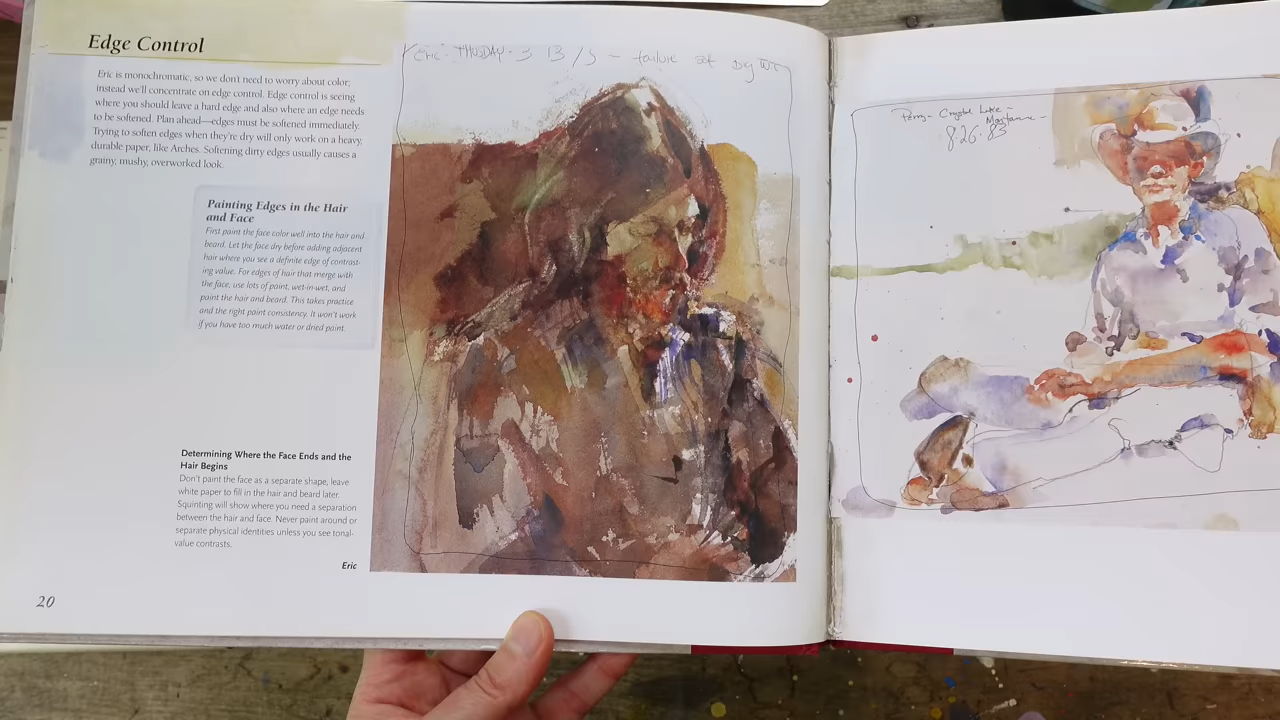 Edge Control
Eric is monochromatic, so we don't need to worry about color;
instead we'll concentrate on edge control. Edge control is seeing
where you should leave a hard edge and also where an edge needs
to be softened. Plan ahead—edges must be softened immediately.
Trying to soften edges when they're dry will only work on a heavy,
durable paper, like Arches. Softening dirty edges usually causes a
grainy, mushy, overworked look.
Painting Edges in the Hair
and Face
First paint the face color well into the hair and
beard. Let the face dry before adding adjacent
hair where you see a definite edge of contrast-
ing value. For edges of hair that merge with
the face, use lots of paint, wet-in-wet, and
paint the hair and beard. This takes practice
and the right paint consistency. It won't work
if you have too much water or dried paint.
Determining Where the Face Ends and the
Hair Begins
Don't paint the face as a separate shape, leave
white paper to fill in the hair and beard later.
Squinting will show where you need a separation
between the hair and face. Never paint around or
separate physical identities unless you see tonal-
value contrasts.
Eric
20
Eric - THUSDAY - 3 13/5 - failure at
Perry - Crystal Lake -
Montana -
8.26.83